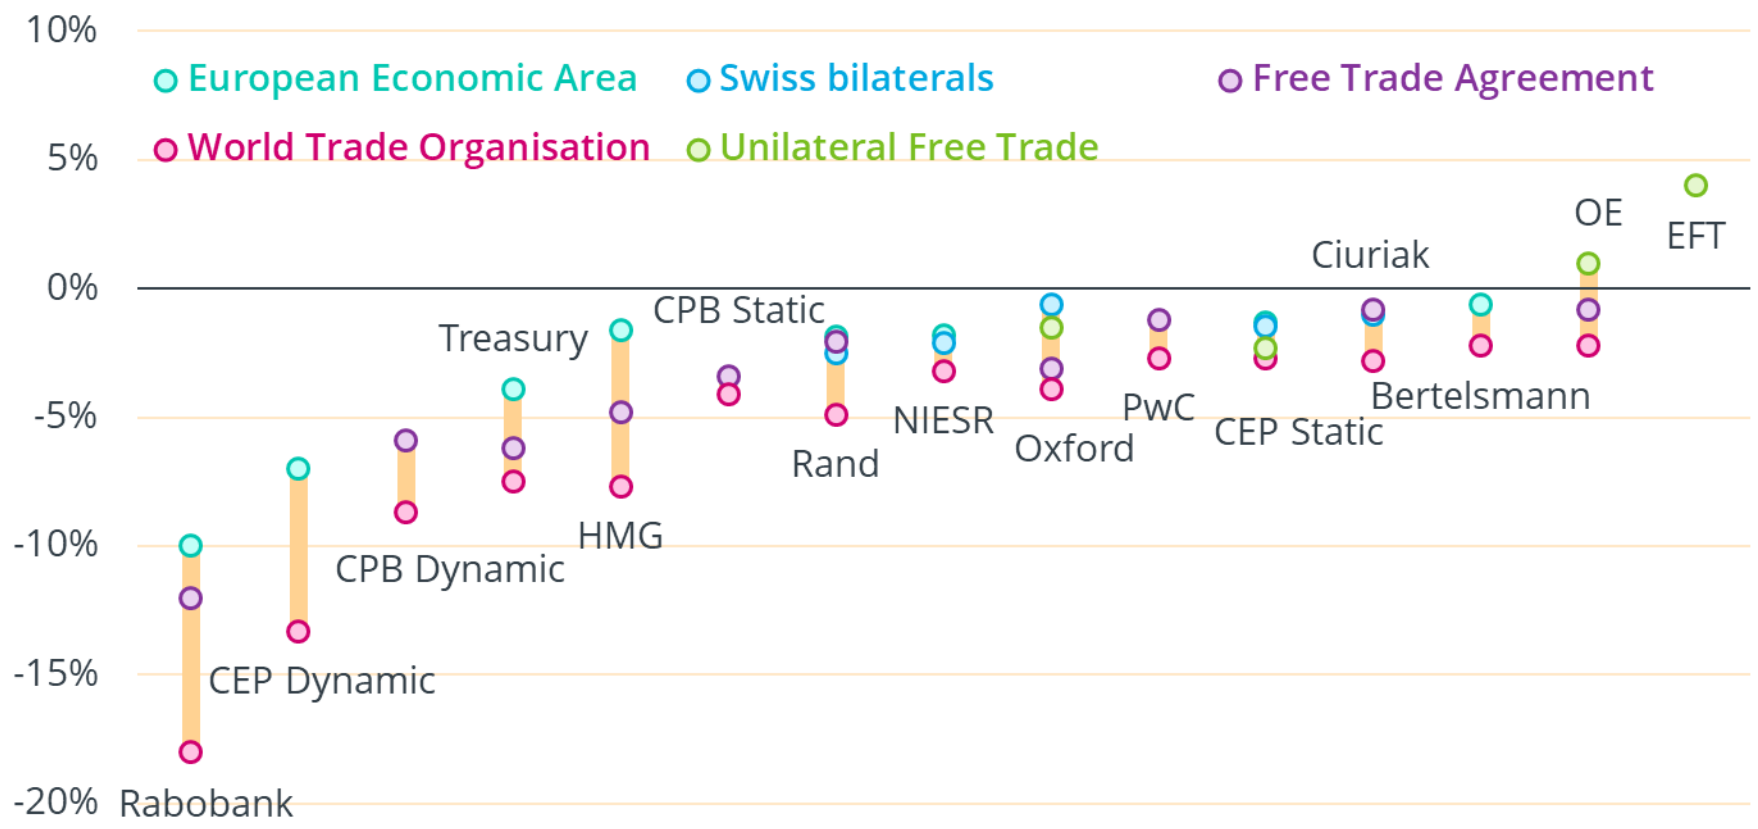 10%
European Economic Area
Swiss bilaterals
Free Trade Agreement
World Trade Organisation
Unilateral Free Trade
5%
OE
EFT
Ciuriak
0%
CPB Static
Treasury
Bertelsmann
PwC
-5%
NIESR
CEP Static
Oxford
Rand
HMG
-10%
CPB Dynamic
-15%
CEP Dynamic
-20%
Rabobank